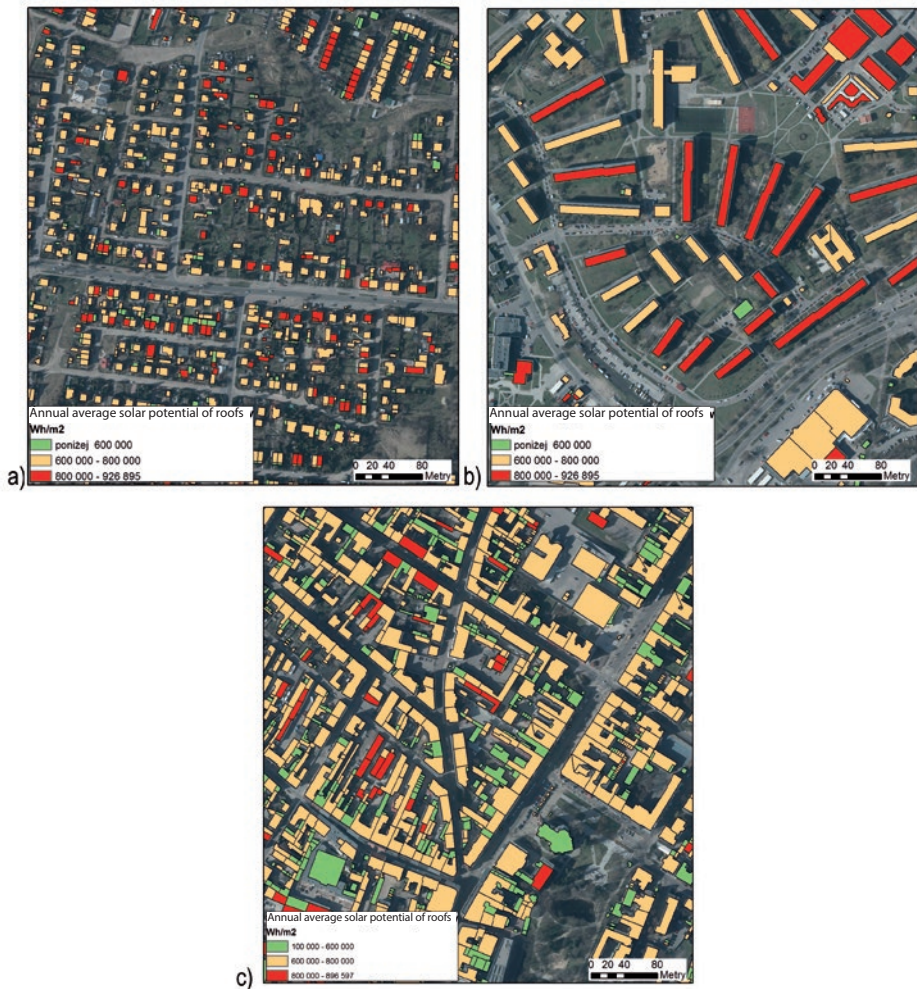 Annual average solar potential of roofs
Wh/m2
poniżej 600 000
600 000 - 800 000
800 000 - 926 895
0 20 40 80
Metry
a)
Annual average solar potential of roofs
Wh/m2
poniżej 600 000
600 000 - 800 000
800 000 - 926 895
0 20 40 80
Metry
b)
Annual average solar potential of roofs
Wh/m2
100 000 - 600 000
600 000 - 800 000
800 000 - 896 597
0 20 40 80
Metry
c)